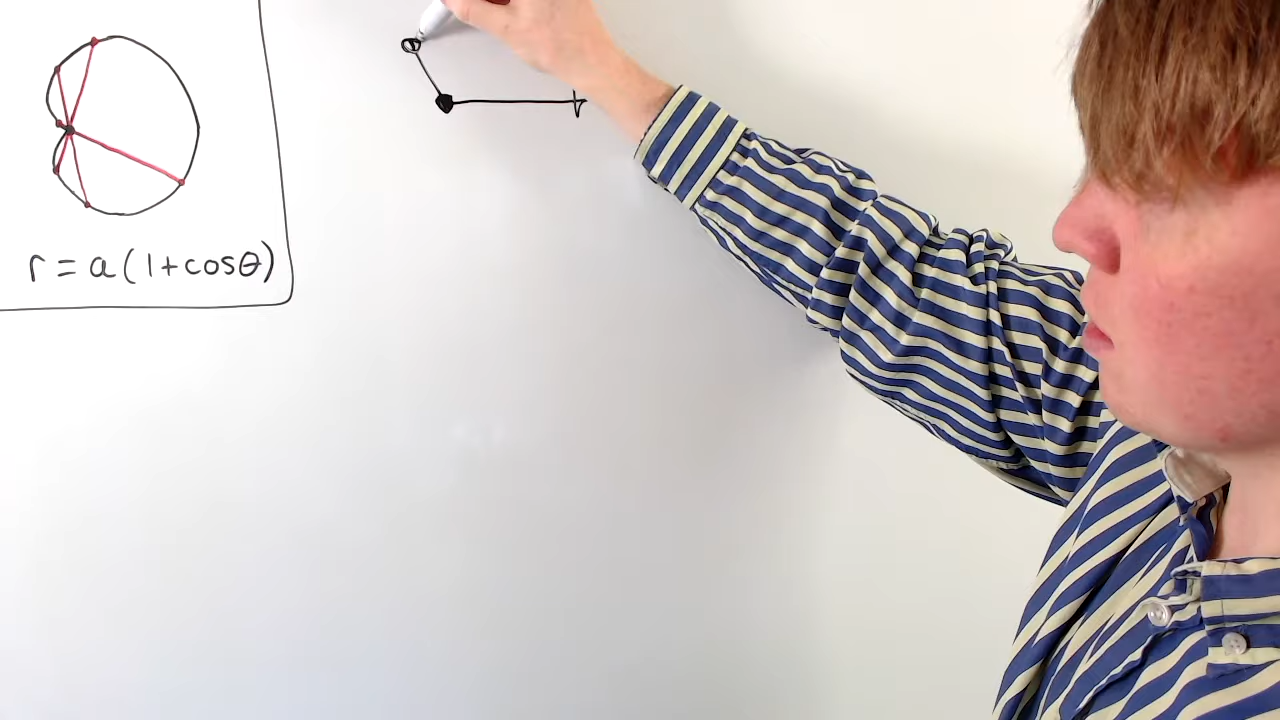 r = a(1+cosθ)